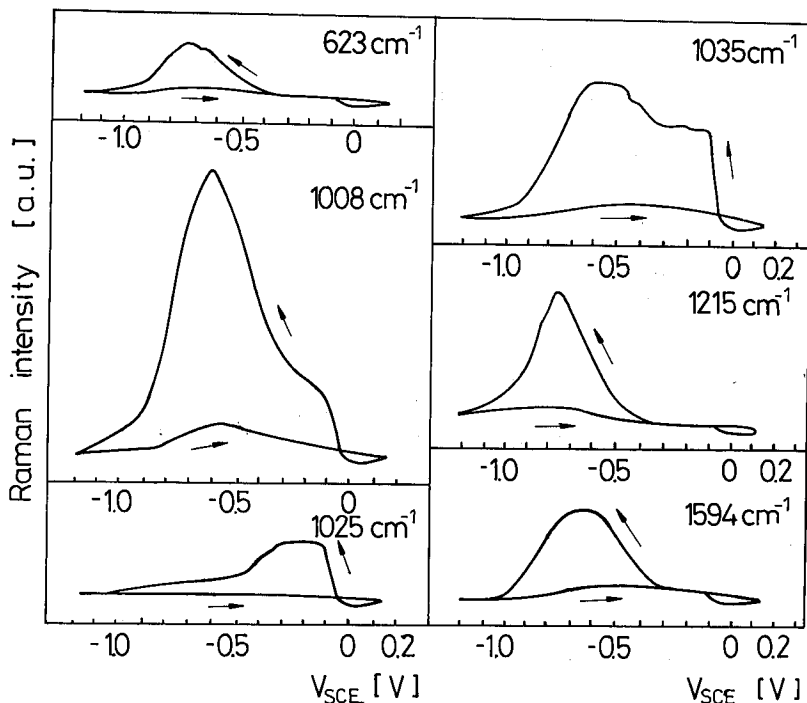 Raman intensity [a.u.]
623 cm⁻¹
-1.0 -0.5 0
1008 cm⁻¹
-1.0 -0.5 0
1025 cm⁻¹
-1.0 -0.5 0 0.2
V_SCE [V]
1035 cm⁻¹
-1.0 -0.5 0 0.2
1215 cm⁻¹
-1.0 -0.5 0 0.2
1594 cm⁻¹
-1.0 -0.5 0 0.2
V_SCE [V]